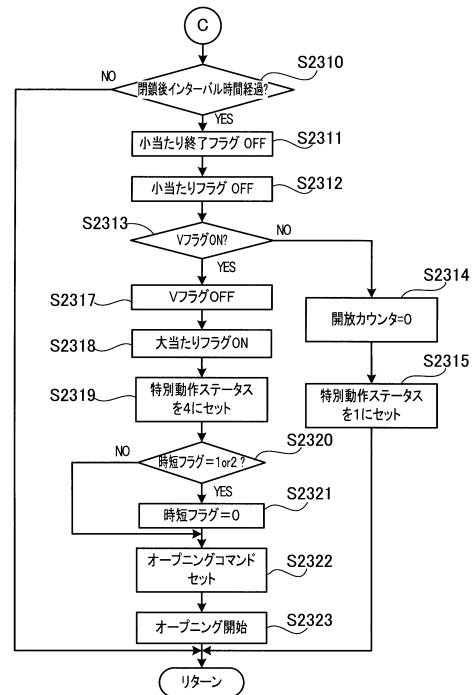 C
S2310
NO
閉鎖後インターバル時間経過?
YES
小当たり終了フラグ OFF
S2311
小当たりフラグ OFF
S2312
S2313
VフラグON?
NO
YES
S2314
開放カウンタ=0
S2317
VフラグOFF
S2318
大当たりフラグON
S2315
特別動作ステータス
を1にセット
S2319
特別動作ステータス
を4にセット
S2320
NO
時短フラグ=1or2?
YES
S2321
時短フラグ=0
オープニングコマンド
セット
S2322
オープニング開始
S2323
リターン